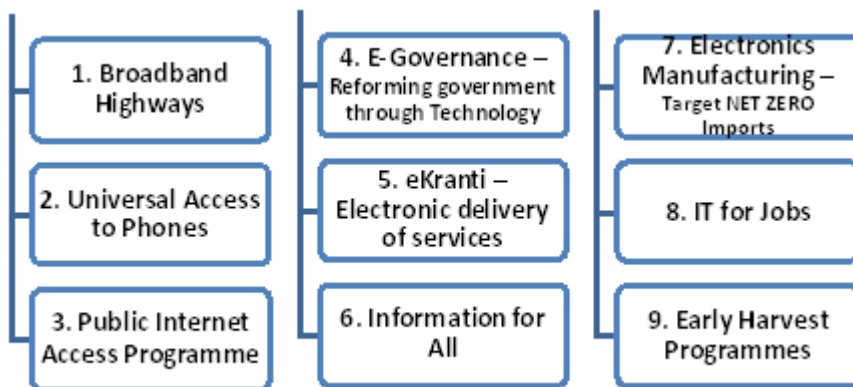 1. Broadband
Highways
2. Universal Access
to Phones
3. Public Internet
Access Programme
4. E-Governance –
Reforming government
through Technology
5. eKranti –
Electronic delivery
of services
6. Information for
All
7. Electronics
Manufacturing –
Target NET ZERO
Imports
8. IT for Jobs
9. Early Harvest
Programmes